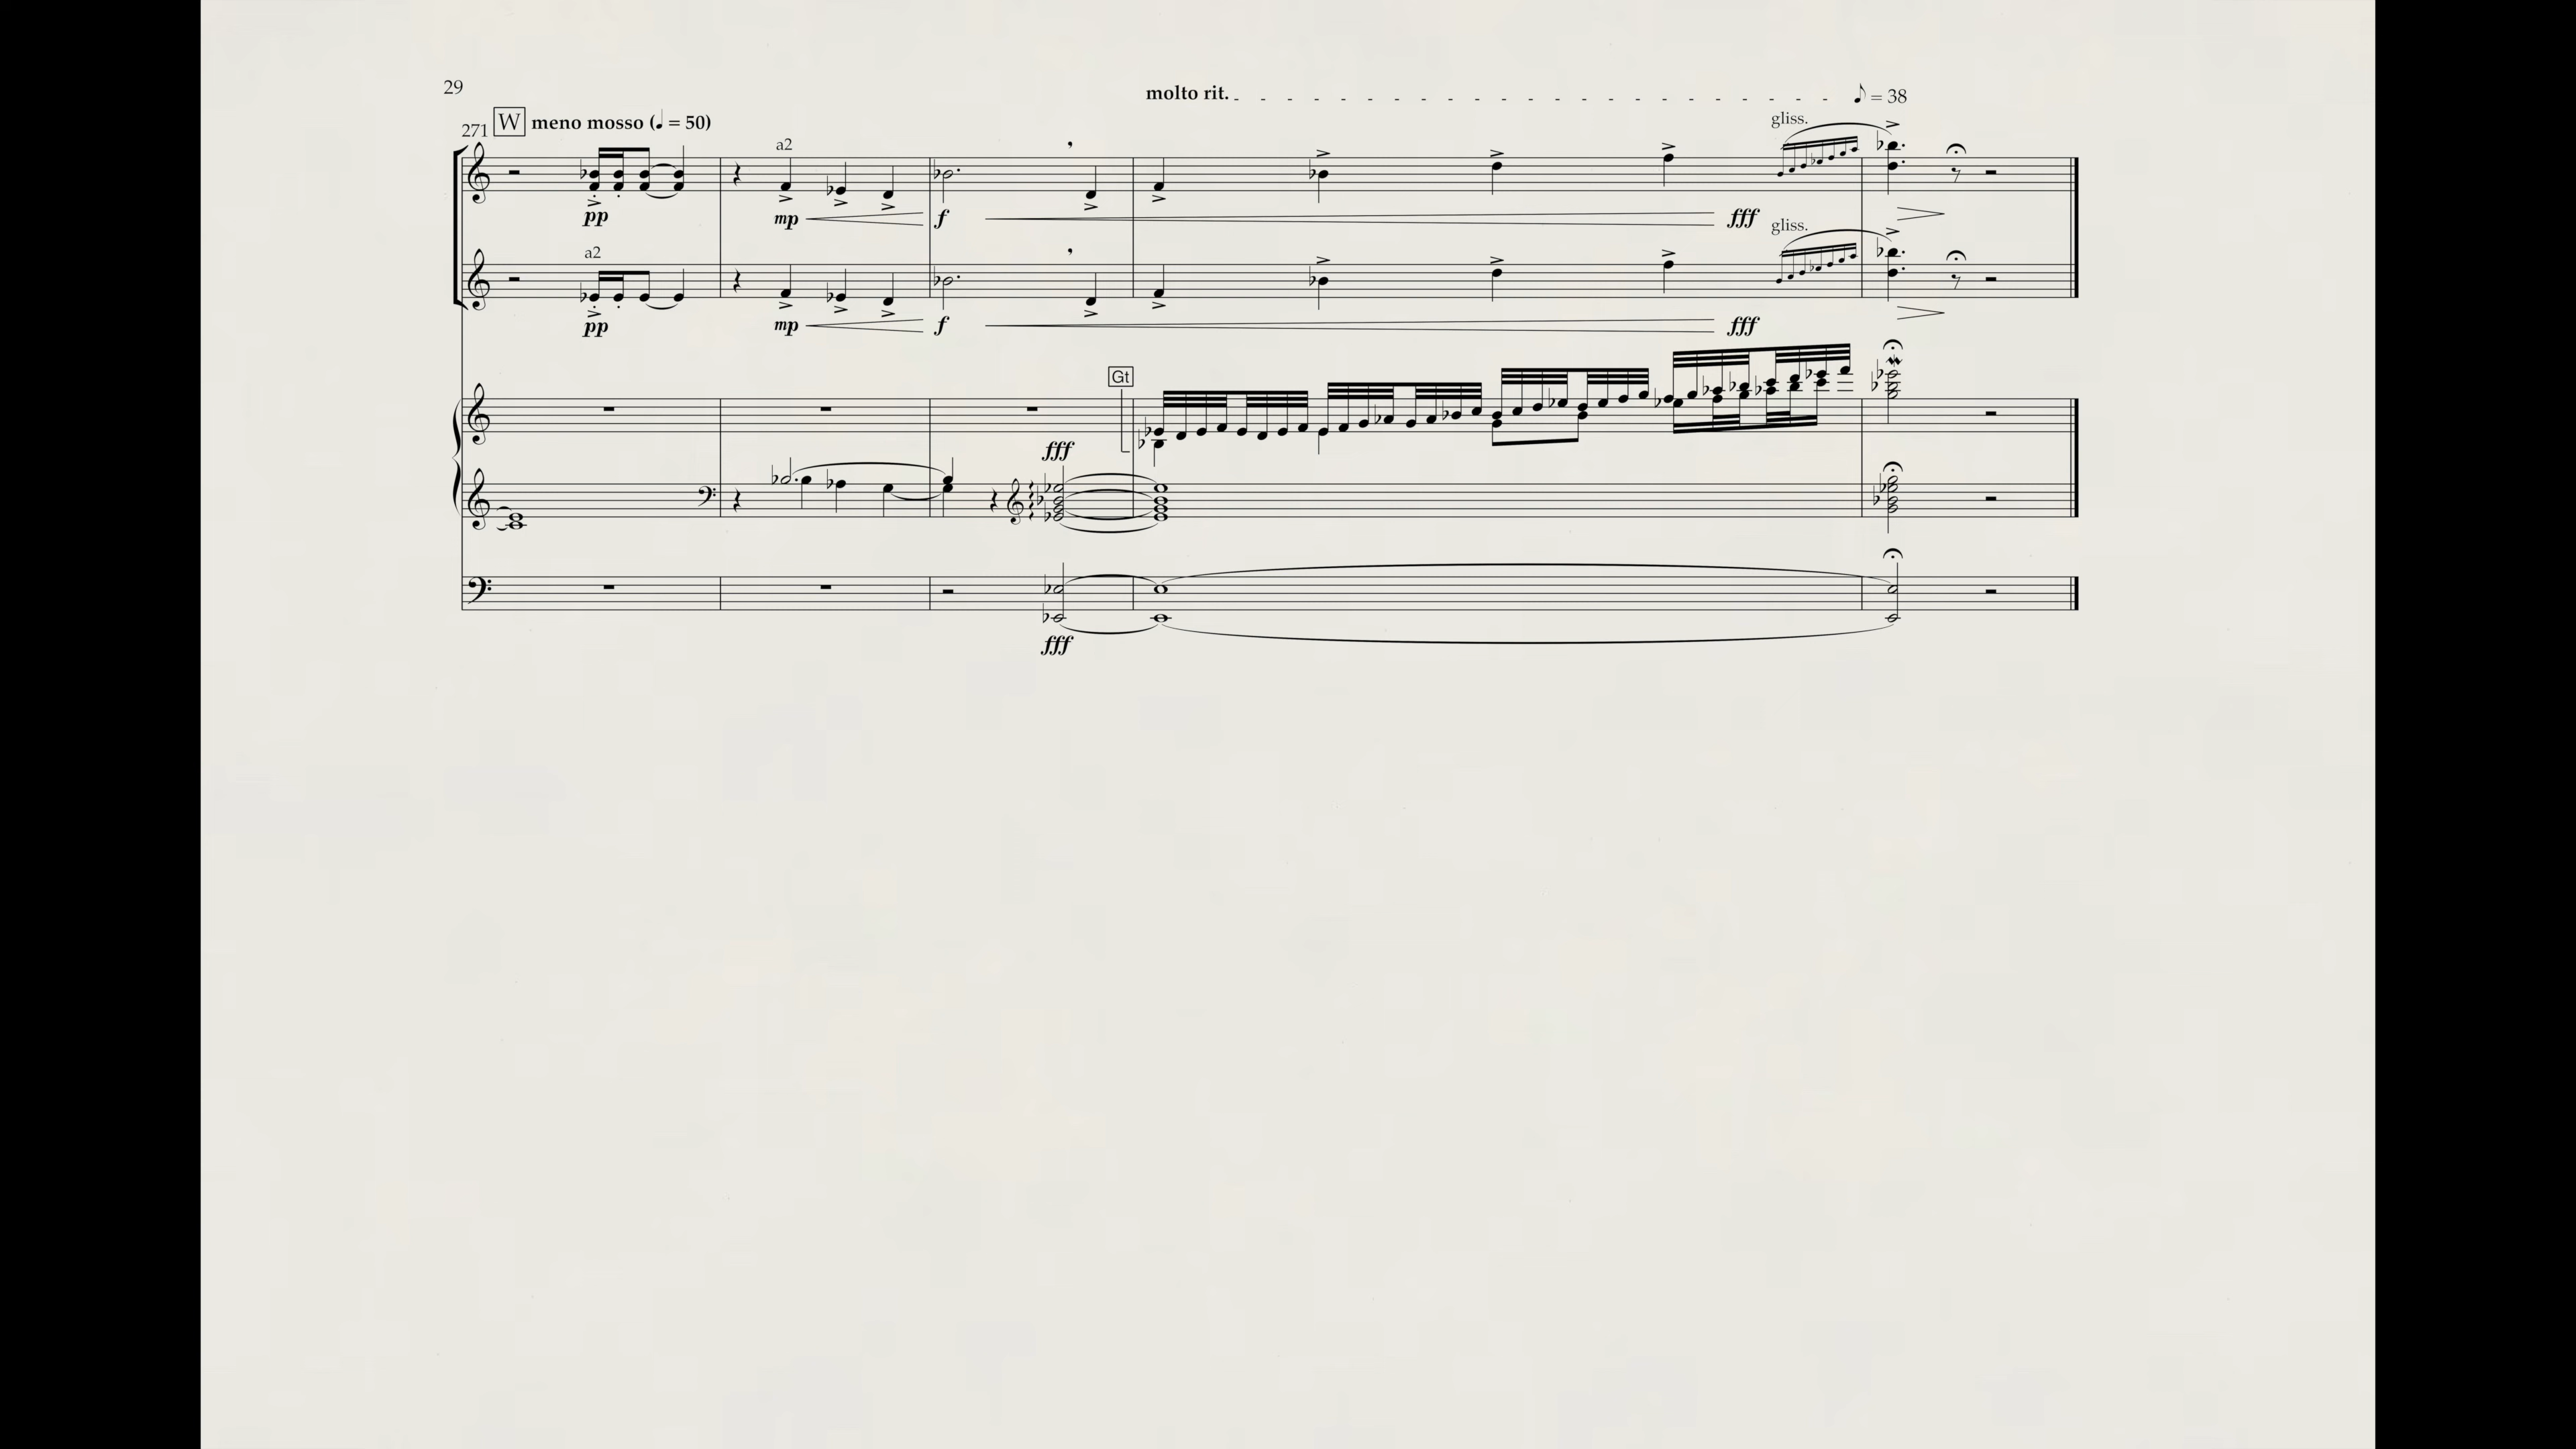 29
molto rit. ♪ = 38
271 W meno mosso (♩ = 50)
gliss.
a2
pp mp f fff
gliss.
a2
pp mp f fff
Gt
fff
fff